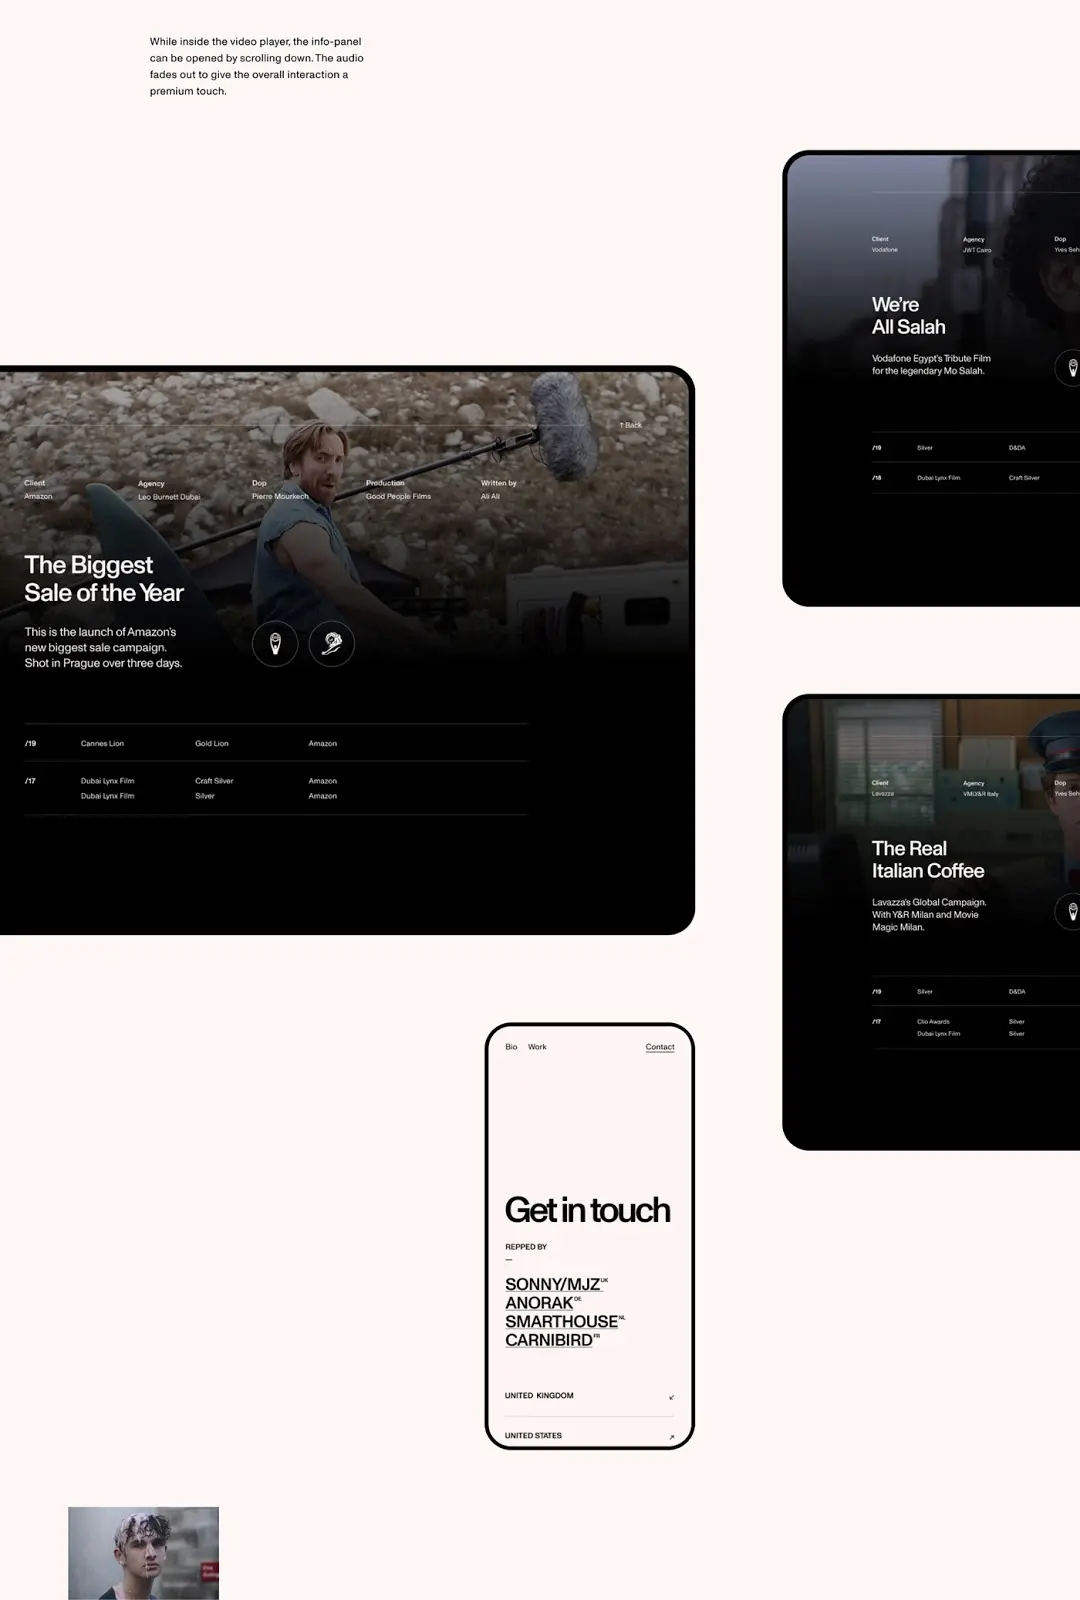 While inside the video player, the info-panel
can be opened by scrolling down. The audio
fades out to give the overall interaction a
premium touch.
Client
Vodafone
Agency
JWT Cairo
Dop
Yves Seh
We're
All Salah
Vodafone Egypt's Tribute Film
for the legendary Mo Salah.
/19 Silver D&DA
/18 Dubai Lynx Film Craft Silver
↑ Back
Client
Amazon
Agency
Leo Burnett Dubai
Dop
Pierre Mourkech
Production
Good People Films
Written by
Ali Ali
The Biggest
Sale of the Year
This is the launch of Amazon's
new biggest sale campaign.
Shot in Prague over three days.
/19 Cannes Lion Gold Lion Amazon
/17 Dubai Lynx Film Craft Silver Amazon
Dubai Lynx Film Silver Amazon
Client
Lavazza
Agency
VMLY&R Italy
Dop
Yves Seh
The Real
Italian Coffee
Lavazza's Global Campaign.
With Y&R Milan and Movie
Magic Milan.
/19 Silver D&DA
/17 Clio Awards Silver
Dubai Lynx Film Silver
Bio Work Contact
Get in touch
REPPED BY
—
SONNY/MJZ UK
ANORAK DE
SMARTHOUSE NL
CARNIBIRD FR
UNITED KINGDOM ↙
UNITED STATES ↗